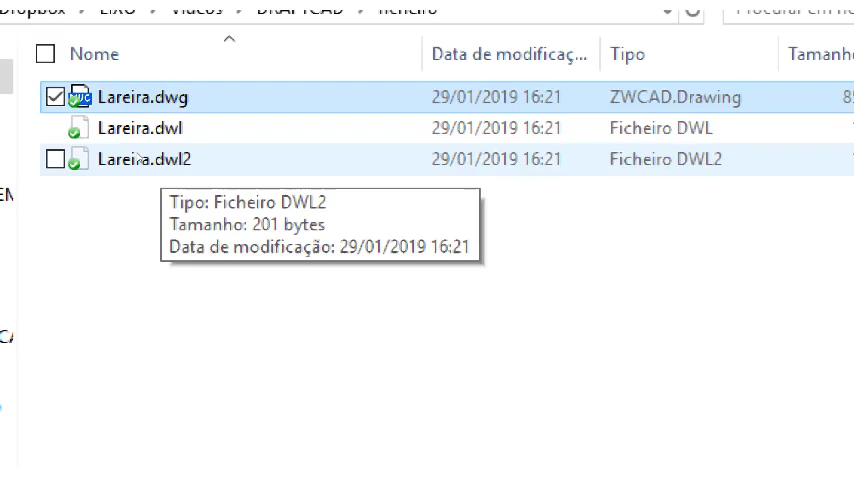 Dropbox > LIXO > Vídeos > DRAFTCAD > ficheiro
Nome
Data de modificaç...
Tipo
Tamanho
Lareira.dwg
29/01/2019 16:21
ZWCAD.Drawing
Lareira.dwl
29/01/2019 16:21
Ficheiro DWL
Lareira.dwl2
29/01/2019 16:21
Ficheiro DWL2
Tipo: Ficheiro DWL2
Tamanho: 201 bytes
Data de modificação: 29/01/2019 16:21